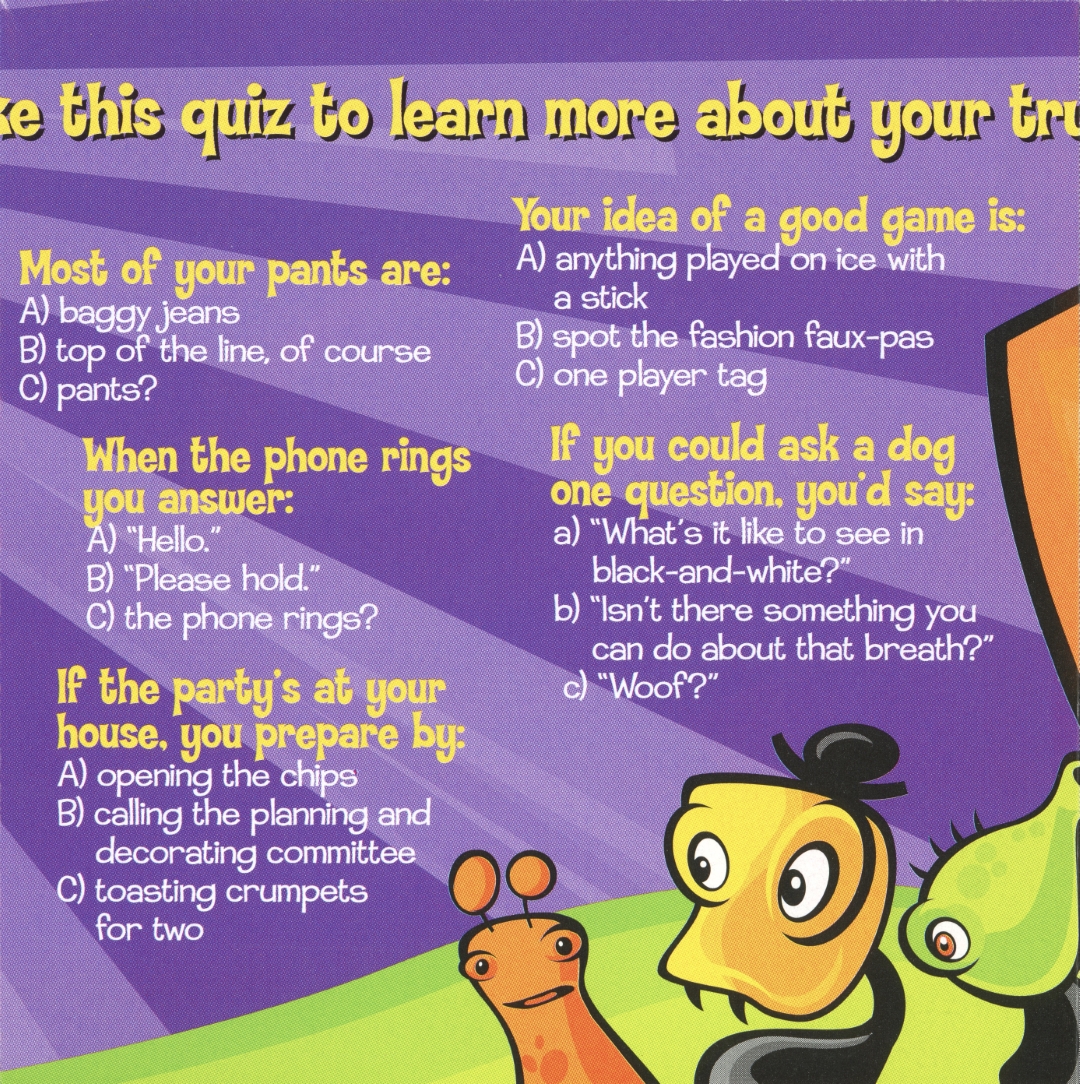 ke this quiz to learn more about your tru
Most of your pants are:
A) baggy jeans
B) top of the line, of course
C) pants?
When the phone rings
you answer:
A) “Hello.”
B) “Please hold.”
C) the phone rings?
If the party’s at your
house, you prepare by:
A) opening the chips
B) calling the planning and
decorating committee
C) toasting crumpets
for two
Your idea of a good game is:
A) anything played on ice with
a stick
B) spot the fashion faux-pas
C) one player tag
If you could ask a dog
one question, you’d say:
a) “What’s it like to see in
black-and-white?”
b) “Isn’t there something you
can do about that breath?”
c) “Woof?”